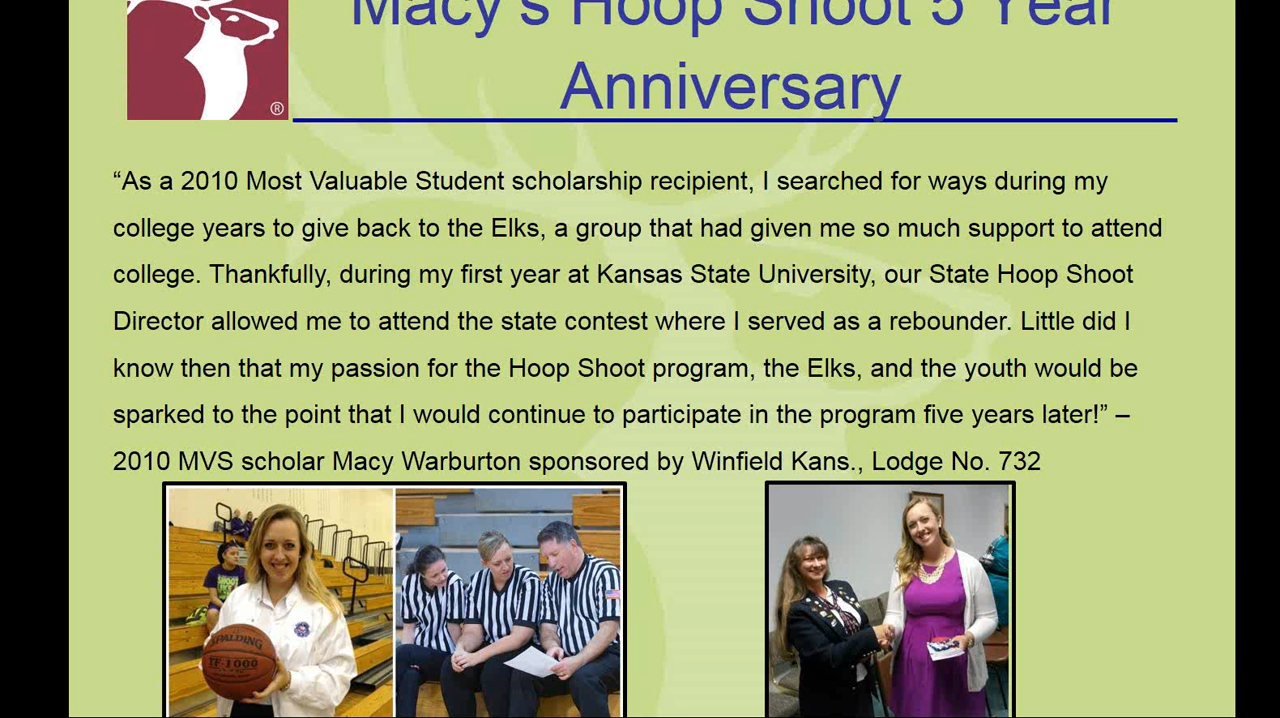 Macy's Hoop Shoot 5 Year
Anniversary
®
“As a 2010 Most Valuable Student scholarship recipient, I searched for ways during my
college years to give back to the Elks, a group that had given me so much support to attend
college. Thankfully, during my first year at Kansas State University, our State Hoop Shoot
Director allowed me to attend the state contest where I served as a rebounder. Little did I
know then that my passion for the Hoop Shoot program, the Elks, and the youth would be
sparked to the point that I would continue to participate in the program five years later!” –
2010 MVS scholar Macy Warburton sponsored by Winfield Kans., Lodge No. 732
SPALDING
TF-1000